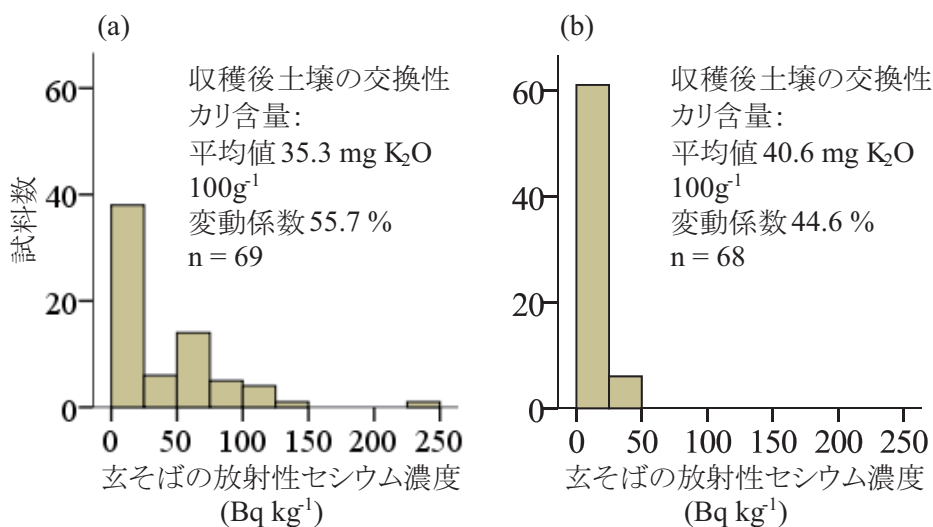 (a)
収穫後土壌の交換性
カリ含量：
平均値 35.3 mg K₂O
100g⁻¹
変動係数 55.7 %
n = 69
試料数
60
40
20
0
0 50 100 150 200 250
玄そばの放射性セシウム濃度
(Bq kg⁻¹)
(b)
収穫後土壌の交換性
カリ含量：
平均値 40.6 mg K₂O
100g⁻¹
変動係数 44.6 %
n = 68
60
40
20
0
0 50 100 150 200 250
玄そばの放射性セシウム濃度
(Bq kg⁻¹)